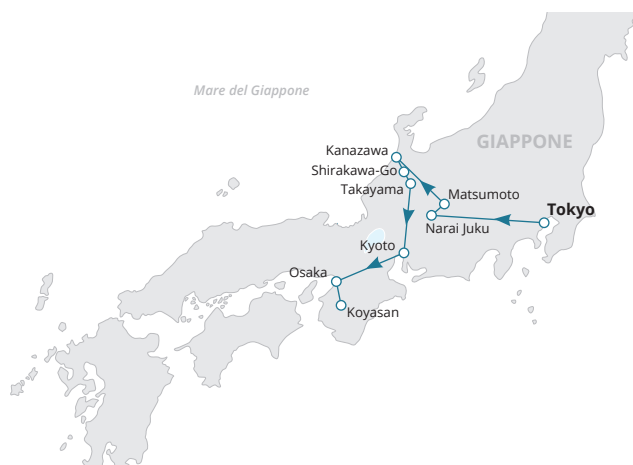 Mare del Giappone
GIAPPONE
Kanazawa
Shirakawa-Go
Takayama
Matsumoto
Tokyo
Narai Juku
Kyoto
Osaka
Koyasan